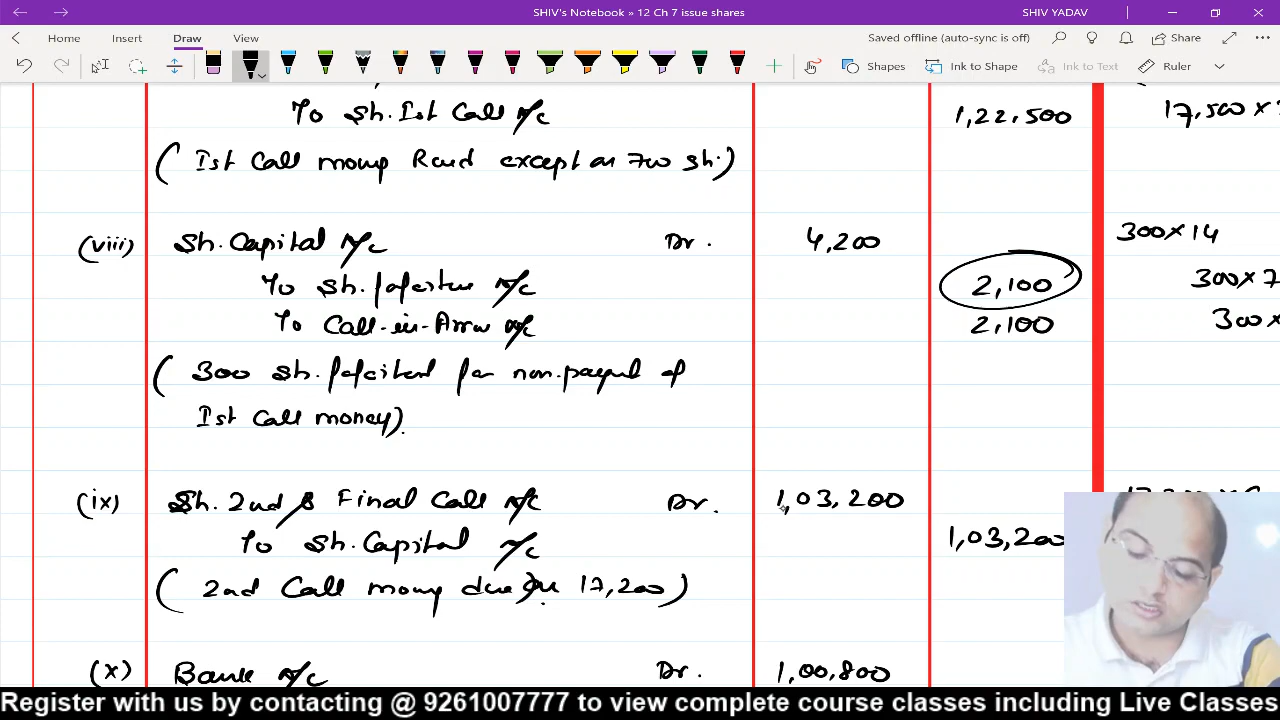 SHIV's Notebook » 12 Ch 7 issue shares
SHIV YADAV
Home Insert Draw View
Saved offline (auto-sync is off)
Share
Shapes Ink to Shape Ink to Text Ruler
To Sh. Ist Call A/c 1,22,500 17,500×
(Ist Call money Recvd except on 700 Sh.)
(viii) Sh. Capital A/c Dr. 4,200 300×14
To Sh. forfeiture A/c 2,100 300×7
To Call-in-Arrear A/c 2,100 300×
(300 Sh. forfeited for non.payment of
Ist Call money).
(ix) Sh. 2nd & Final Call A/c Dr. 1,03,200
To Sh. Capital A/c 1,03,200
(2nd Call money due on 17,200)
(x) Bank A/c Dr. 1,00,800
Register with us by contacting @ 9261007777 to view complete course classes including Live Classes